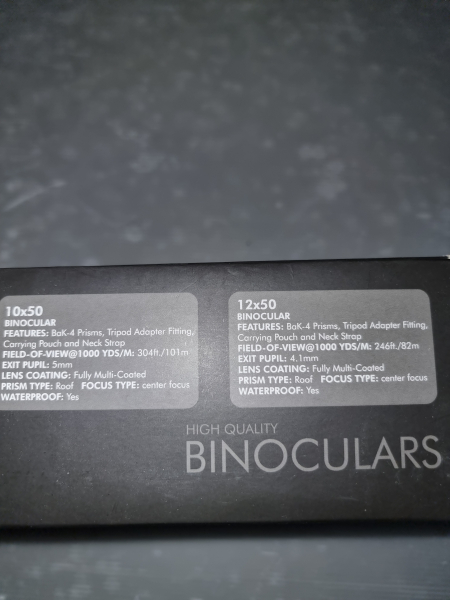 10x50
BINOCULAR
FEATURES: BaK-4 Prisms, Tripod Adapter Fitting,
Carrying Pouch and Neck Strap
FIELD-OF-VIEW@1000 YDS/M: 304ft./101m
EXIT PUPIL: 5mm
LENS COATING: Fully Multi-Coated
PRISM TYPE: Roof FOCUS TYPE: center focus
WATERPROOF: Yes
12x50
BINOCULAR
FEATURES: BaK-4 Prisms, Tripod Adapter Fitting,
Carrying Pouch and Neck Strap
FIELD-OF-VIEW@1000 YDS/M: 246ft./82m
EXIT PUPIL: 4.1mm
LENS COATING: Fully Multi-Coated
PRISM TYPE: Roof FOCUS TYPE: center focus
WATERPROOF: Yes
HIGH QUALITY
BINOCULARS